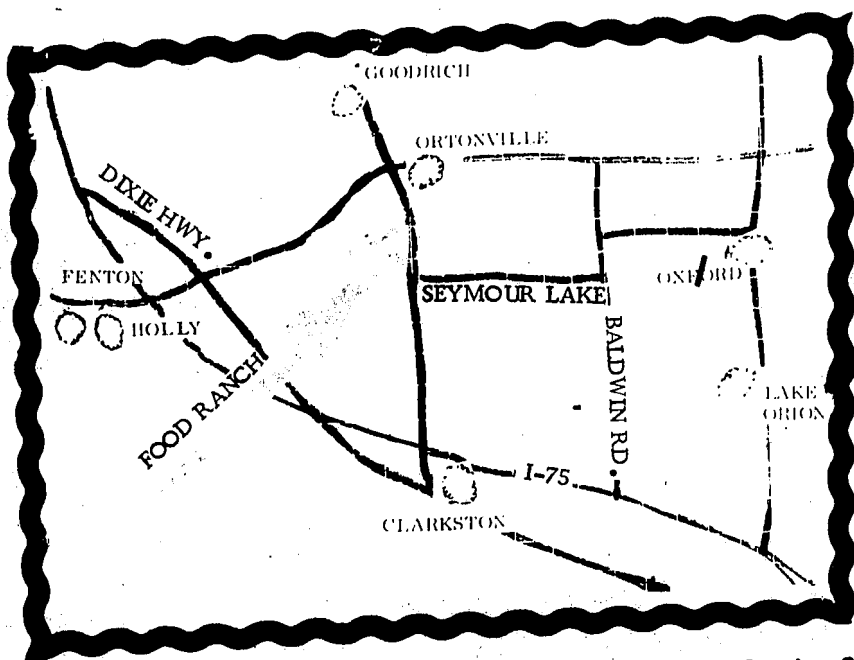 GOODRICH
ORTONVILLE
DIXIE HWY.
FENTON
OXFORD
SEYMOUR LAKE
HOLLY
BALDWIN RD.
FOOD RANCH
LAKE
ORION
I-75
CLARKSTON